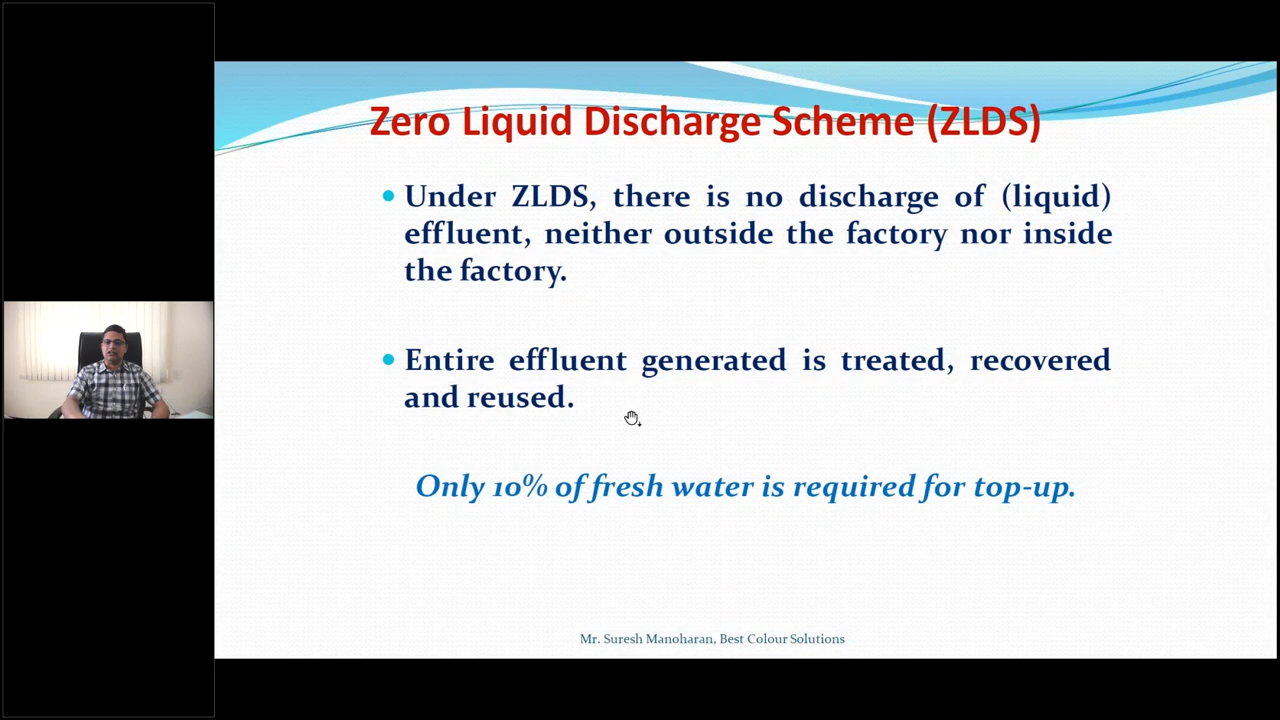 Zero Liquid Discharge Scheme (ZLDS)
• Under ZLDS, there is no discharge of (liquid)
effluent, neither outside the factory nor inside
the factory.
• Entire effluent generated is treated, recovered
and reused.
Only 10% of fresh water is required for top-up.
Mr. Suresh Manoharan, Best Colour Solutions